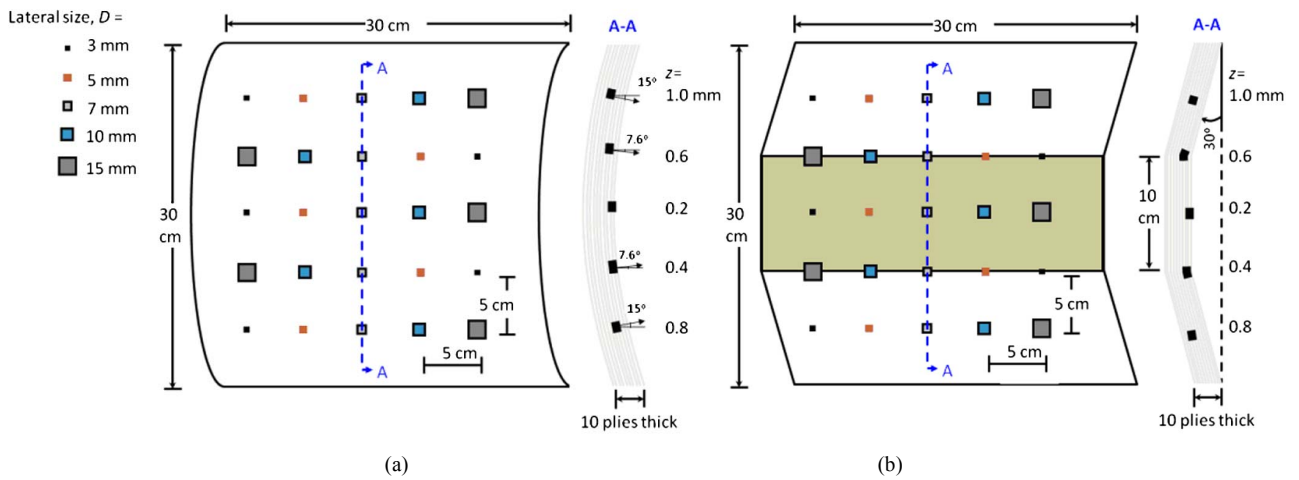 Lateral size, D =
3 mm
5 mm
7 mm
10 mm
15 mm
30 cm
30 cm
A
A
5 cm
5 cm
(a)
A-A
z=
15°
1.0 mm
7.6°
0.6
0.2
7.6°
0.4
15°
0.8
10 plies thick
30 cm
30 cm
A
A
5 cm
5 cm
(b)
10 cm
A-A
z=
1.0 mm
30°
0.6
0.2
0.4
0.8
10 plies thick